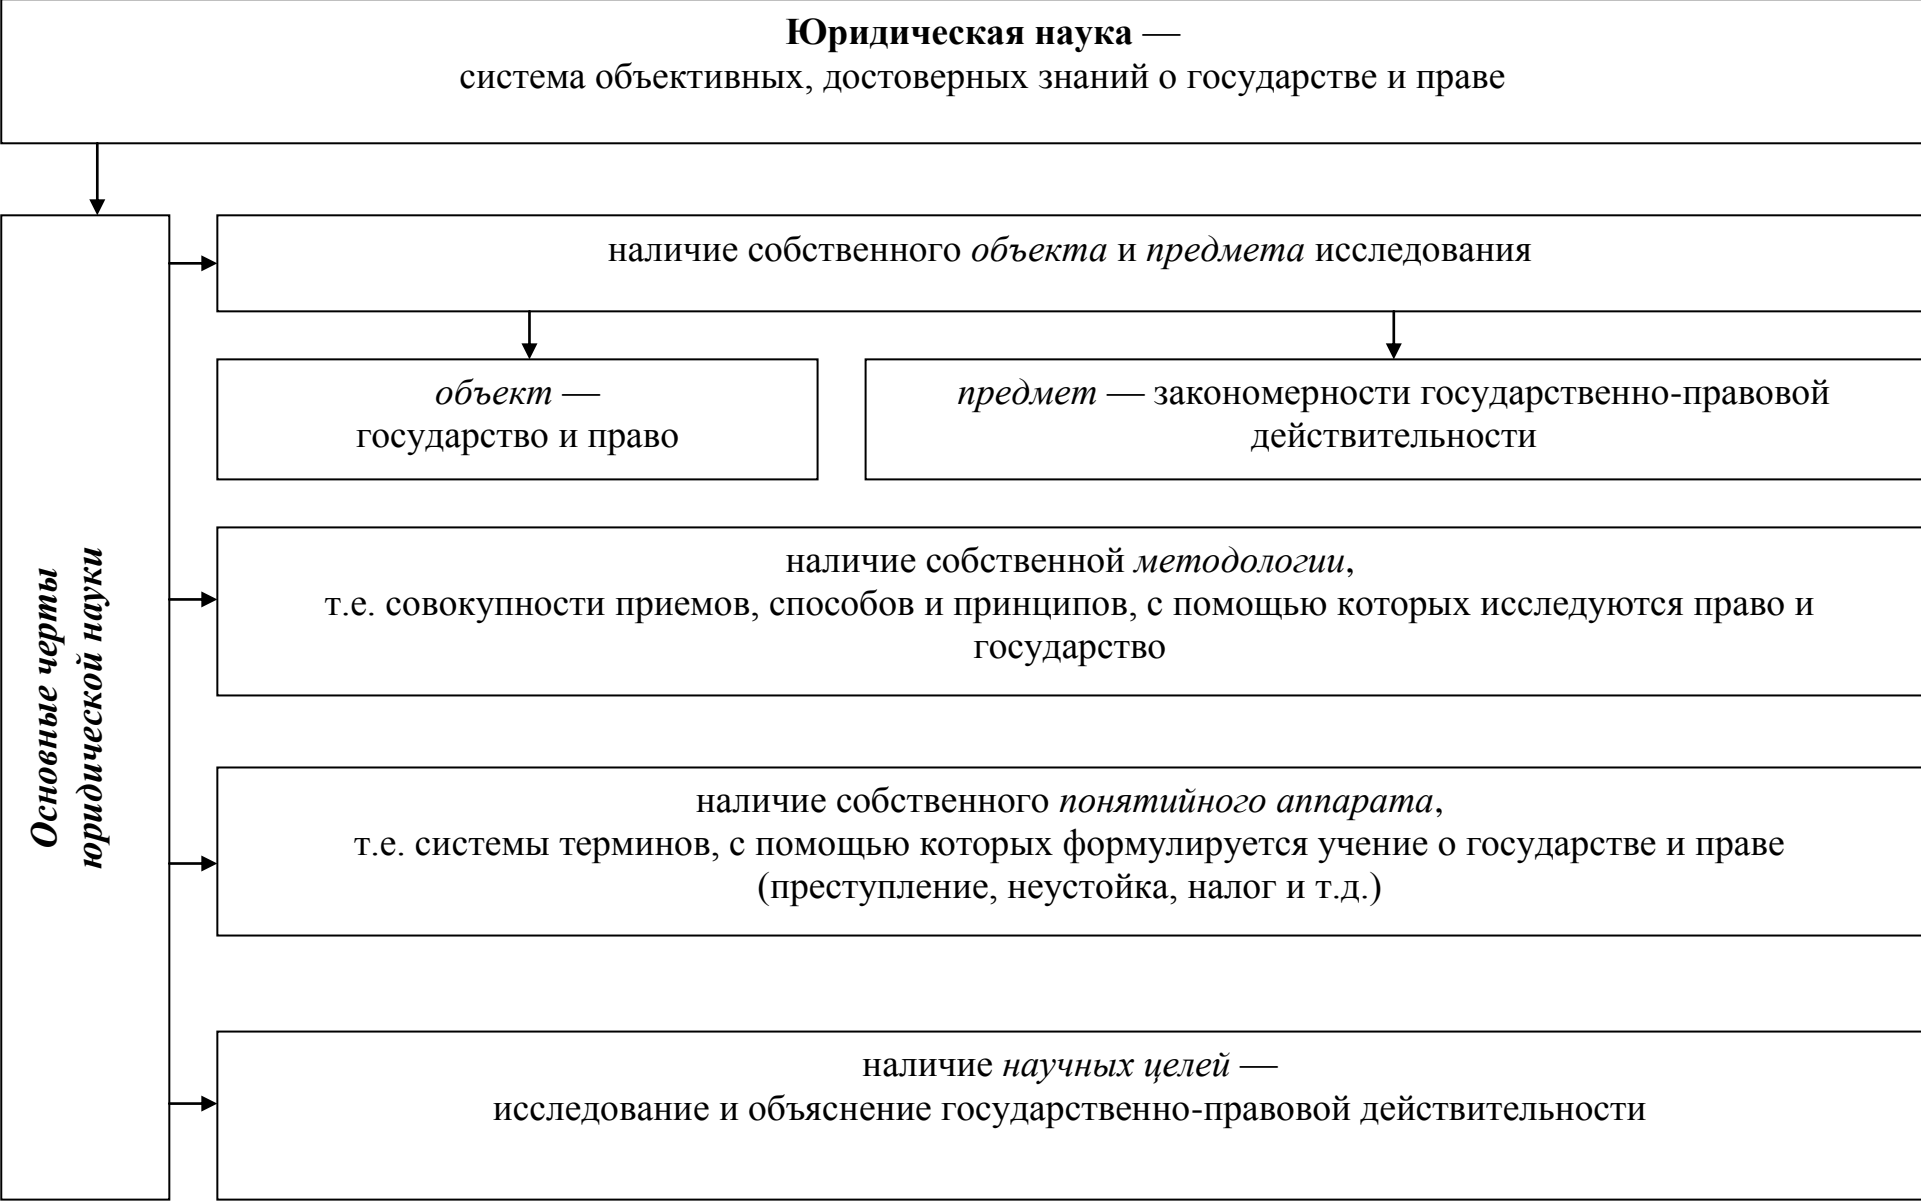 Юридическая наука —
система объективных, достоверных знаний о государстве и праве
Основные черты
юридической науки
наличие собственного объекта и предмета исследования
объект —
государство и право
предмет — закономерности государственно-правовой
действительности
наличие собственной методологии,
т.е. совокупности приемов, способов и принципов, с помощью которых исследуются право и
государство
наличие собственного понятийного аппарата,
т.е. системы терминов, с помощью которых формулируется учение о государстве и праве
(преступление, неустойка, налог и т.д.)
наличие научных целей —
исследование и объяснение государственно-правовой действительности